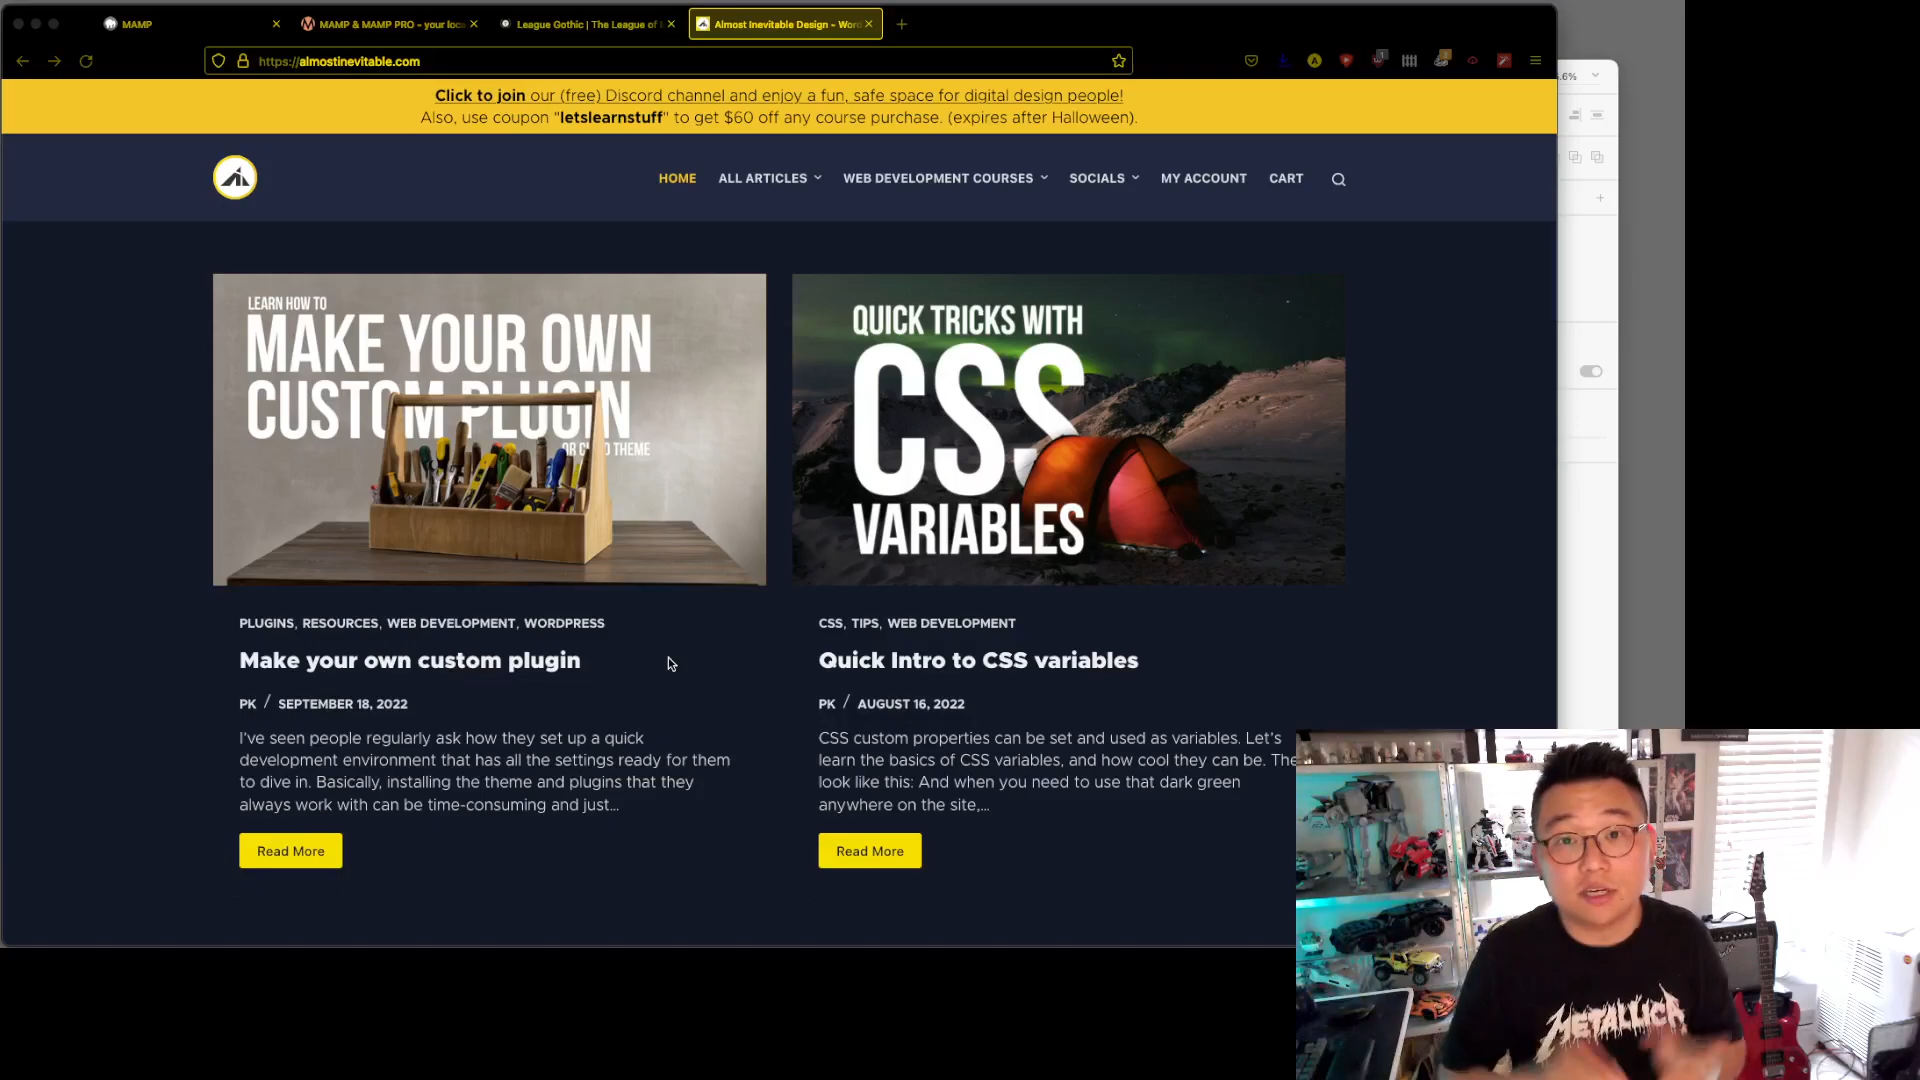 MAMP
MAMP & MAMP PRO - your loc
League Gothic | The League of
Almost Inevitable Design - Wor
https://almostinevitable.com
1
.6%
Click to join our (free) Discord channel and enjoy a fun, safe space for digital design people!
Also, use coupon "letslearnstuff" to get $60 off any course purchase. (expires after Halloween).
HOME
ALL ARTICLES
WEB DEVELOPMENT COURSES
SOCIALS
MY ACCOUNT
CART
LEARN HOW TO
MAKE YOUR OWN
CUSTOM PLUGIN
THEME
QUICK TRICKS WITH
CSS
VARIABLES
PLUGINS, RESOURCES, WEB DEVELOPMENT, WORDPRESS
Make your own custom plugin
PK / SEPTEMBER 18, 2022
I've seen people regularly ask how they set up a quick
development environment that has all the settings ready for them
to dive in. Basically, installing the theme and plugins that they
always work with can be time-consuming and just...
Read More
CSS, TIPS, WEB DEVELOPMENT
Quick Intro to CSS variables
PK / AUGUST 16, 2022
CSS custom properties can be set and used as variables. Let's
learn the basics of CSS variables, and how cool they can be. The
look like this: And when you need to use that dark green
anywhere on the site,...
Read More
METALLICA